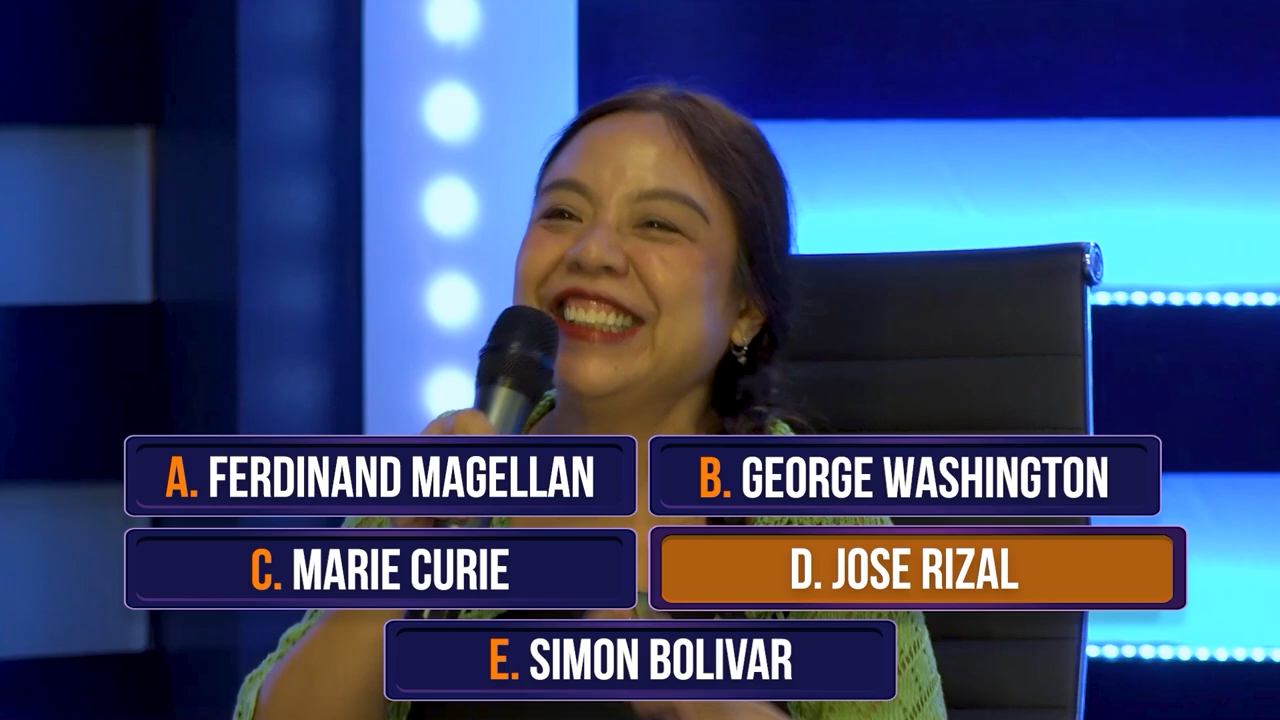 A. FERDINAND MAGELLAN
B. GEORGE WASHINGTON
C. MARIE CURIE
D. JOSE RIZAL
E. SIMON BOLIVAR